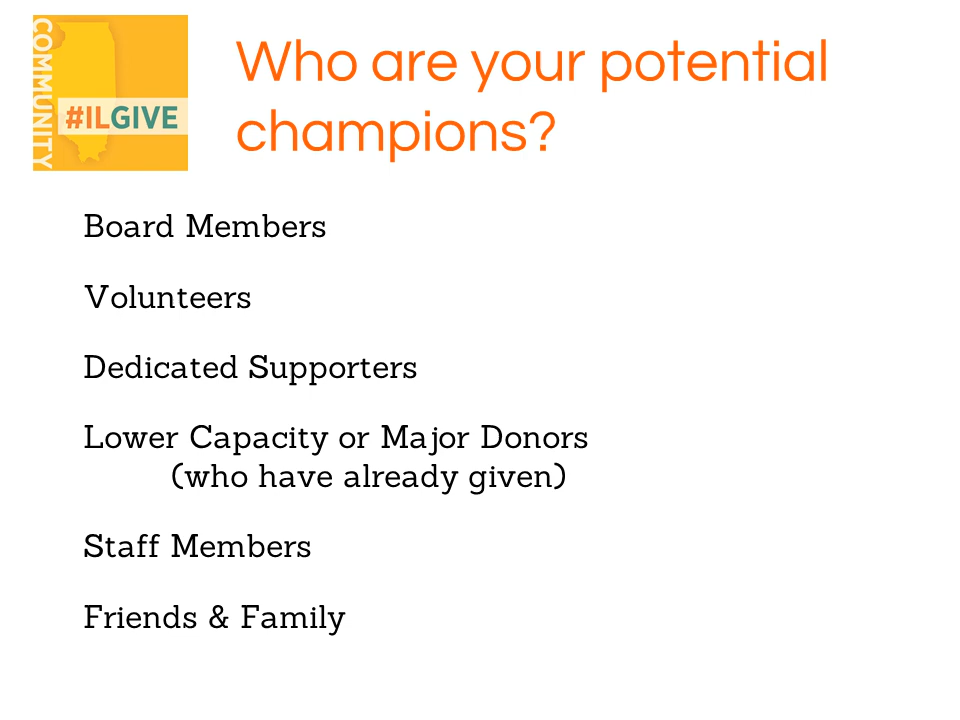 COMMUNITY
#ILGIVE
Who are your potential
champions?
Board Members
Volunteers
Dedicated Supporters
Lower Capacity or Major Donors
(who have already given)
Staff Members
Friends & Family